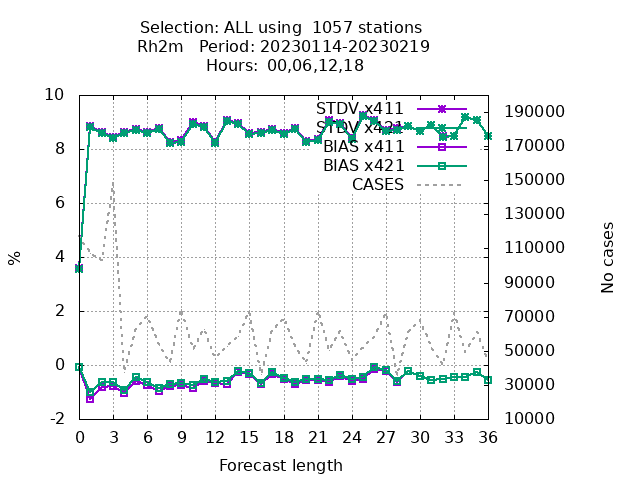 Selection: ALL using  1057 stations
Rh2m   Period: 20230114-20230219
Hours:  00,06,12,18
STDV x411
STDV x421
BIAS x411
BIAS x421
CASES
%
10
8
6
4
2
0
-2
190000
170000
150000
130000
110000
90000
70000
50000
30000
10000
No cases
0 3 6 9 12 15 18 21 24 27 30 33 36
Forecast length